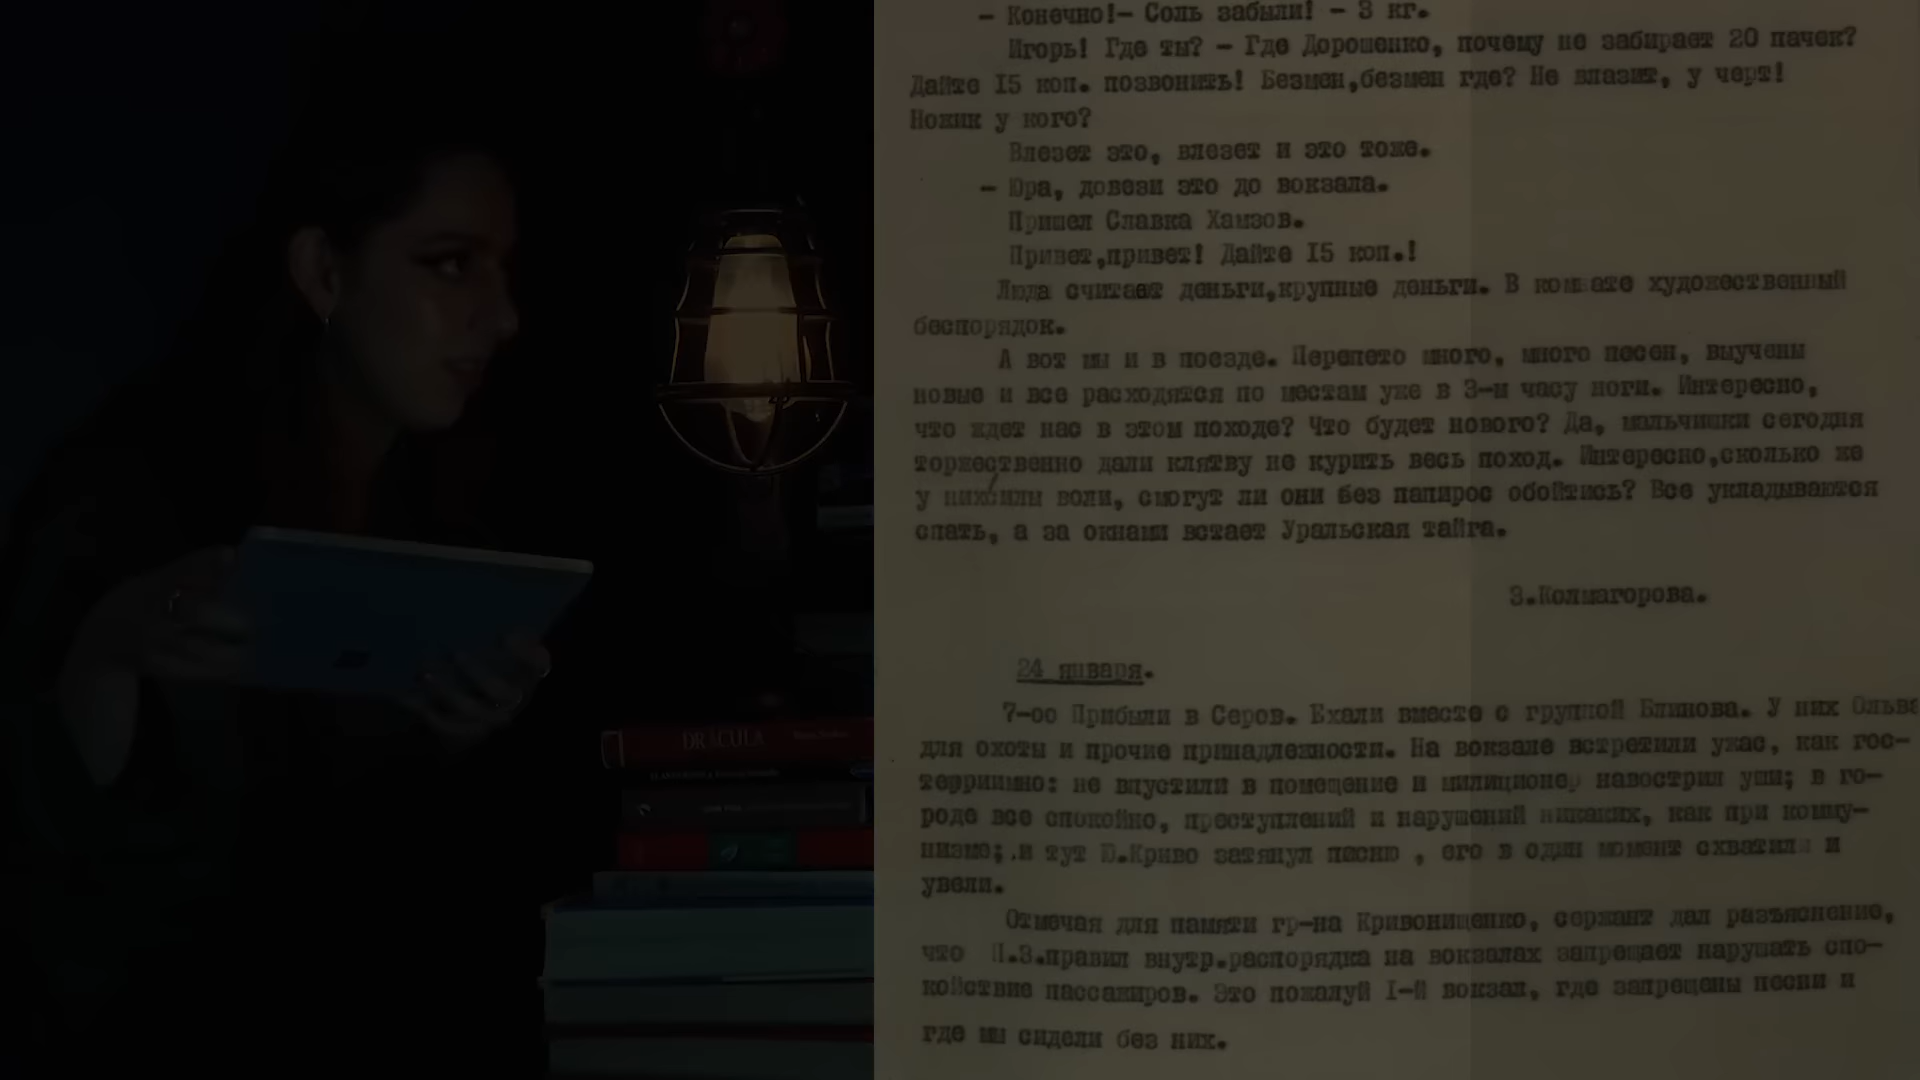 DRACULA
- Конечно!- Соль забыли! - 3 кг.
Игорь! Где ты? - Где Дорошенко, почему не забирает 20 пачек?
Дайте I5 коп. позвонить! Безмен,безмен где? Не влазит, у черт!
Ножик у кого?
Влезет это, влезет и это тоже.
- Юра, довези это до вокзала.
Пришел Славка Хамзов.
Привет,привет! Дайте I5 коп.!
Люда считает деньги,крупные деньги. В комнате художественный
беспорядок.
А вот мы и в поезде. Перепето много, много песен, выучены
новые и все расходятся по местам уже в 3-м часу ноги. Интересно,
что ждет нас в этом походе? Что будет нового? Да, мальчишки сегодня
торжественно дали клятву не курить весь поход. Интересно,сколько же
у них силы воли, смогут ли они без папирос обойтись? Все укладываются
спать, а за окнами встает Уральская тайга.
З.Колмагорова.
24 января.
7-оо Прибыли в Серов. Ехали вместе с группой Блинова. У них
для охоты и прочие принадлежности. На вокзале встретили ужас, как гос-
терриимно: не впустили в помещение и милиционер навострил уши; в го-
роде все спокойно, преступлений и нарушений никаких, как при комму-
низме; .и тут Ю.Криво затянул песню , его в один момент схватили и
увели.
Отмечая для памяти гр-на Кривонищенко, сержант дал разъяснение,
что п.3.правил внутр.распорядка на вокзалах запрещает нарушать спо-
койствие пассажиров. Это пожалуй I-й вокзал, где запрещены песни и
где мы сидели без них.